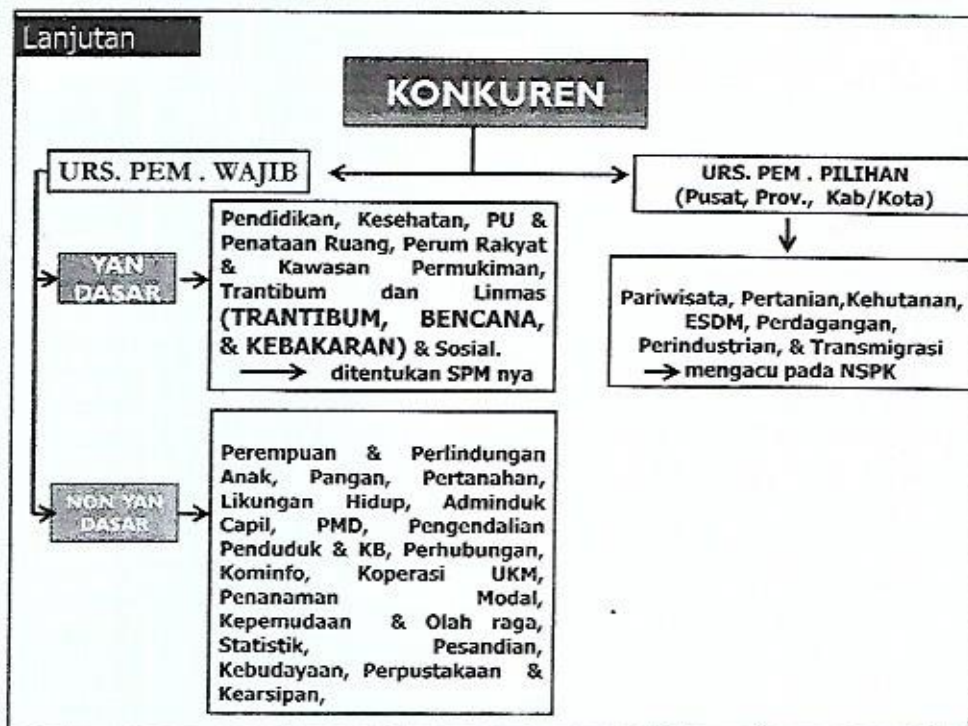 Lanjutan
KONKUREN
URS. PEM . WAJIB
YAN
DASAR
Pendidikan, Kesehatan, PU &
Penataan Ruang, Perum Rakyat
& Kawasan Permukiman,
Trantibum dan Linmas
(TRANTIBUM, BENCANA,
& KEBAKARAN) & Sosial.
ditentukan SPM nya
NON YAN
DASAR
Perempuan & Perlindungan
Anak, Pangan, Pertanahan,
Likungan Hidup, Adminduk
Capil, PMD, Pengendalian
Penduduk & KB, Perhubungan,
Kominfo, Koperasi UKM,
Penanaman Modal,
Kepemudaan & Olah raga,
Statistik, Pesandian,
Kebudayaan, Perpustakaan &
Kearsipan,
URS. PEM . PILIHAN
(Pusat, Prov., Kab/Kota)
Pariwisata, Pertanian,Kehutanan,
ESDM, Perdagangan,
Perindustrian, & Transmigrasi
mengacu pada NSPK